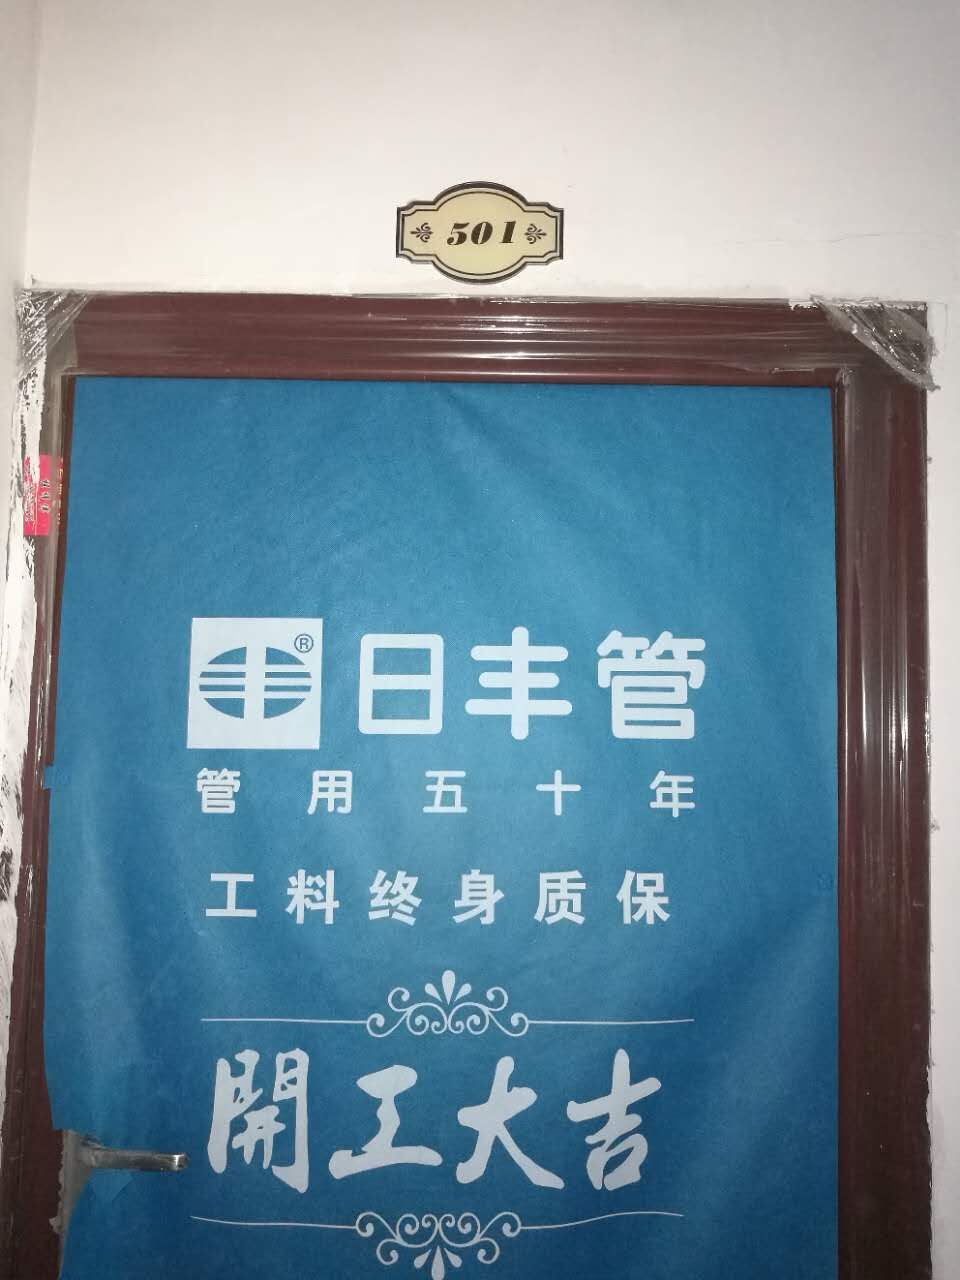 501
®
日丰管
管用五十年
工料终身质保
開工大吉